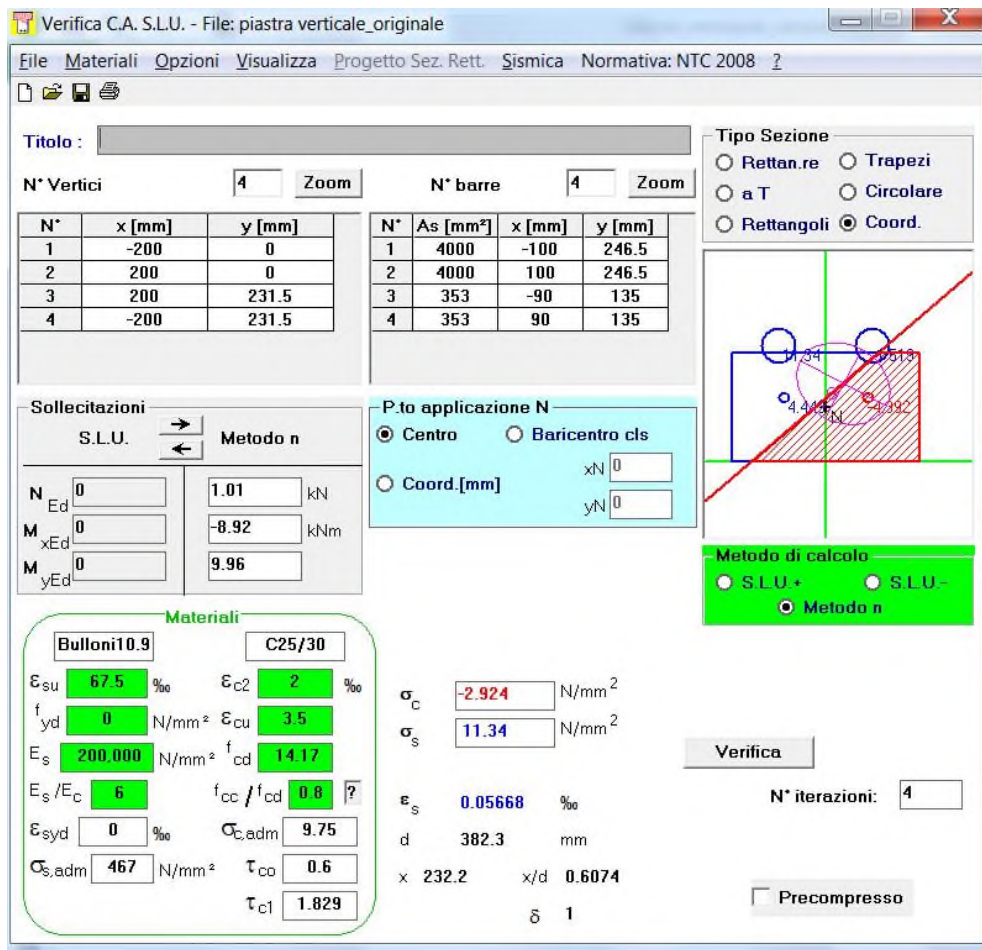 Verifica C.A. S.L.U. - File: piastra verticale_originale
File Materiali Opzioni Visualizza Progetto Sez. Rett. Sismica Normativa: NTC 2008 ?
Titolo :
Tipo Sezione
Rettan.re Trapezi
a T Circolare
Rettangoli Coord.
N° Vertici 4 Zoom N° barre 4 Zoom
N° x [mm] y [mm]
1 -200 0
2 200 0
3 200 231.5
4 -200 231.5
N° As [mm²] x [mm] y [mm]
1 4000 -100 246.5
2 4000 100 246.5
3 353 -90 135
4 353 90 135
11.34
4.392
N
Sollecitazioni
S.L.U. Metodo n
N Ed 0 1.01 kN
M xEd 0 -8.92 kNm
M yEd 0 9.96
P.to applicazione N
Centro Baricentro cls
Coord.[mm] xN 0
yN 0
Metodo di calcolo
S.L.U.+ S.L.U.-
Metodo n
Materiali
Bulloni10.9 C25/30
εsu 67.5 ‰ εc2 2 ‰
fyd 0 N/mm² εcu 3.5
Es 200,000 N/mm² fcd 14.17
Es/Ec 6 fcc / fcd 0.8 ?
εsyd 0 ‰ σc,adm 9.75
σs,adm 467 N/mm² τco 0.6
τc1 1.829
σc -2.924 N/mm²
σs 11.34 N/mm²
εs 0.05668 ‰
d 382.3 mm
x 232.2 x/d 0.6074
δ 1
Verifica
N° iterazioni: 4
Precompresso